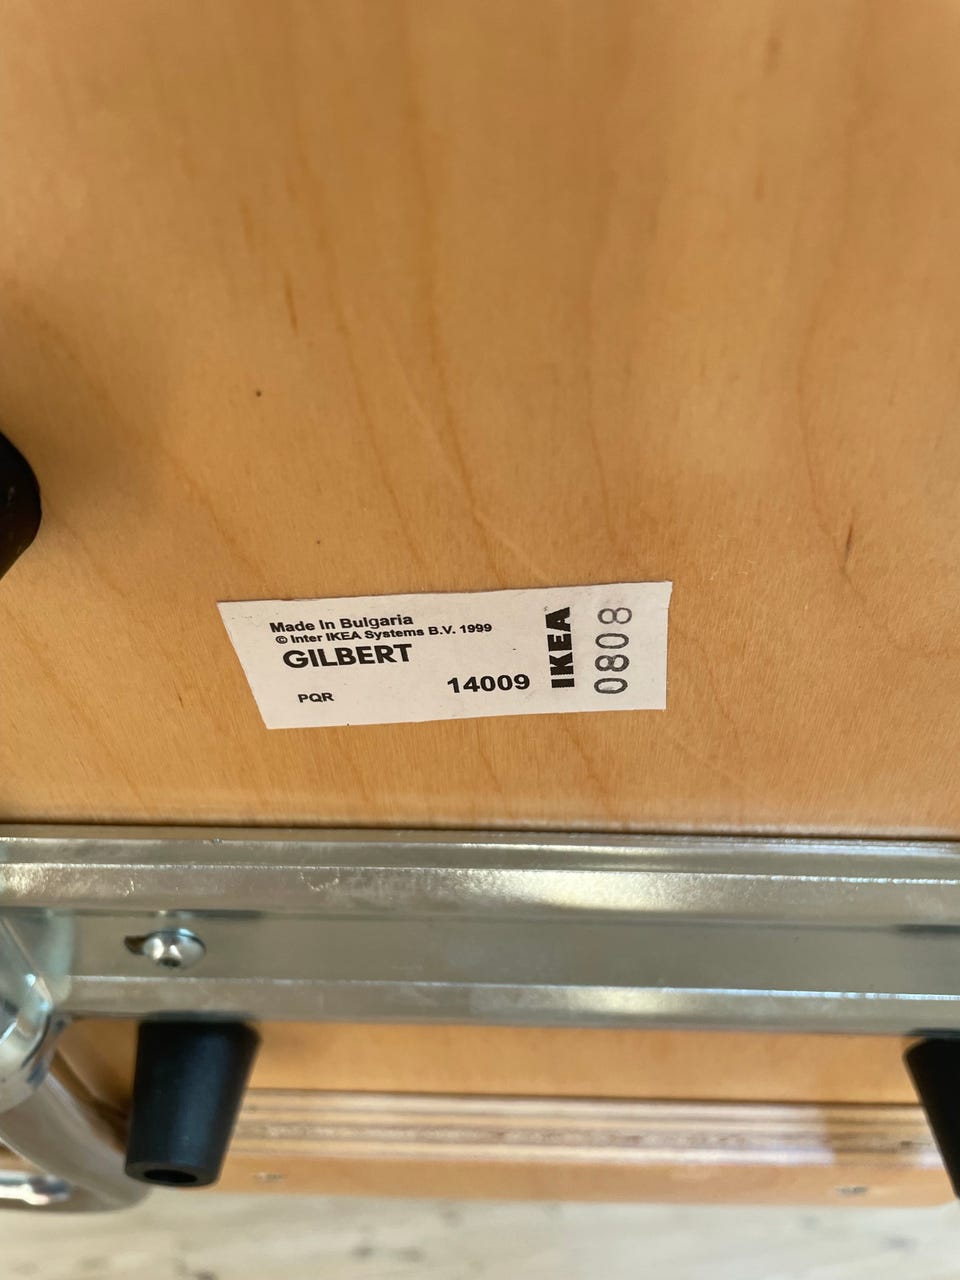 Made In Bulgaria
© Inter IKEA Systems B.V. 1999
GILBERT
PQR
14009
IKEA
0808